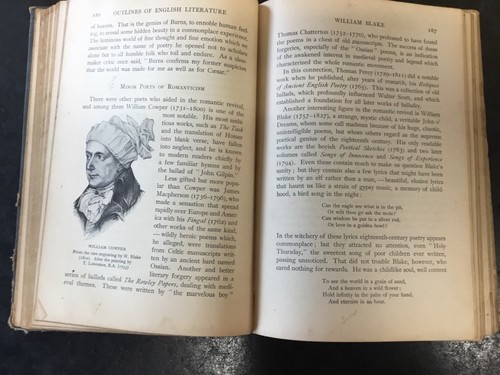 186 OUTLINES OF ENGLISH LITERATURE
of heaven. That is the genius of Burns, to ennoble human feel-
ing, to reveal some hidden beauty in a commonplace experience.
The luminous world of fine thought and fine emotion which we
associate with the name of poetry he opened not to scholars
alone but to all humble folk who toil and endure. As a shoe-
maker critic once said, "Burns confirms my former suspicion
that the world was made for me as well as for Cæsar."
MINOR POETS OF ROMANTICISM
There were other poets who aided in the romantic revival,
and among them William Cowper (1731–1800) is one of the
most notable. His most ambi-
tious works, such as The Task
and the translation of Homer
into blank verse, have fallen
into neglect, and he is known
to modern readers chiefly by
a few familiar hymns and by
the ballad of "John Gilpin."
Less gifted but more pop-
ular than Cowper was James
Macpherson (1736–1796), who
made a sensation that spread
rapidly over Europe and Amer-
ica with his Fingal (1762) and
other works of the same kind,
—wildly heroic poems which,
he alleged, were translations
from Celtic manuscripts writ-
ten by an ancient bard named
Ossian. Another and better
literary forgery appeared in a
series of ballads called The Rowley Papers, dealing with medi-
eval themes. These were written by "the marvelous boy"
WILLIAM COWPER
From the rare engraving by W. Blake
(1802). After the painting by
T. Lawrence, R.A. (1793)
WILLIAM BLAKE 187
Thomas Chatterton (1752–1770), who professed to have found
the poems in a chest of old manuscripts. The success of these
forgeries, especially of the "Ossian" poems, is an indication
of the awakened interest in medieval poetry and legend which
characterized the whole romantic movement.
In this connection, Thomas Percy (1729–1811) did a notable
work when he published, after years of research, his Reliques
of Ancient English Poetry (1765). This was a collection of old
ballads, which profoundly influenced Walter Scott, and which
established a foundation for all later works of balladry.
Another interesting figure in the romantic revival is William
Blake (1757–1827), a strange, mystic child, a veritable John o'
Dreams, whom some call madman because of his huge, chaotic,
unintelligible poems, but whom others regard as the supreme
poetical genius of the eighteenth century. His only readable
works are the boyish Poetical Sketches (1783) and two later
volumes called Songs of Innocence and Songs of Experience
(1794). Even these contain much to make us question Blake's
sanity; but they contain also a few lyrics that might have been
written by an elf rather than a man,—beautiful, elusive lyrics
that haunt us like a strain of gypsy music, a memory of child-
hood, a bird song in the night:
Can the eagle see what is in the pit,
Or wilt thou go ask the mole?
Can wisdom be put in a silver rod,
Or love in a golden bowl?
In the witchery of these lyrics eighteenth-century poetry appears
commonplace; but they attracted no attention, even "Holy
Thursday," the sweetest song of poor children ever written,
passing unnoticed. That did not trouble Blake, however, who
cared nothing for rewards. He was a childlike soul, well content
To see the world in a grain of sand,
And a heaven in a wild flower;
Hold infinity in the palm of your hand,
And eternity in an hour.